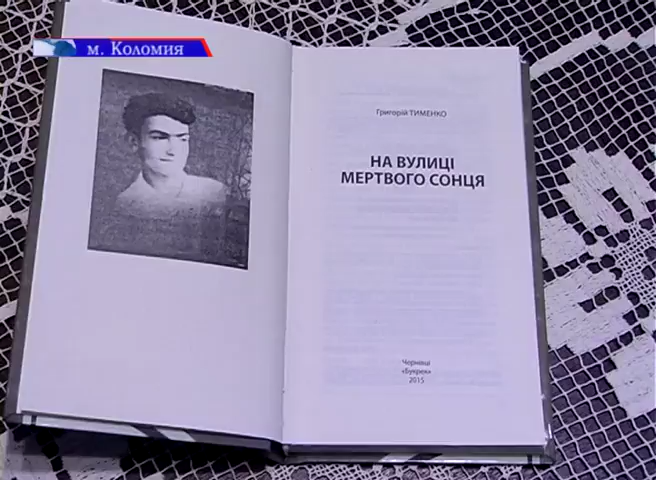 м. Коломия
Григорій ТИМЕНКО
НА ВУЛИЦІ
МЕРТВОГО СОНЦЯ
Чернівці
«Букрек»
2015